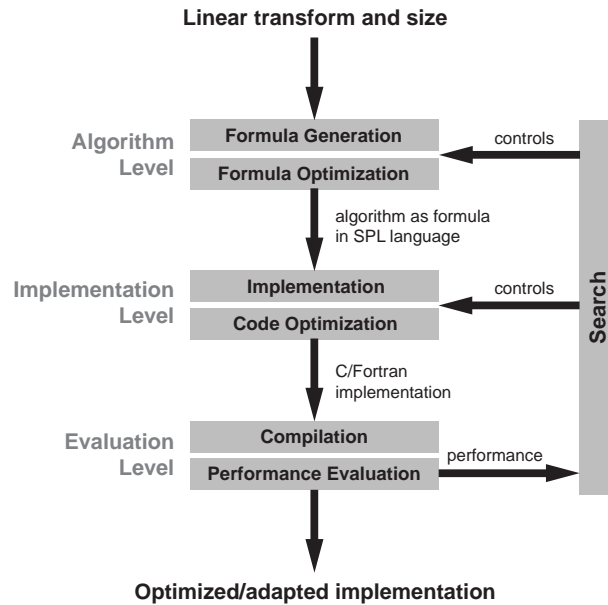 Linear transform and size
Algorithm
Level
Formula Generation
Formula Optimization
controls
algorithm as formula
in SPL language
Implementation
Level
Implementation
Code Optimization
controls
Search
C/Fortran
implementation
Evaluation
Level
Compilation
Performance Evaluation
performance
Optimized/adapted implementation